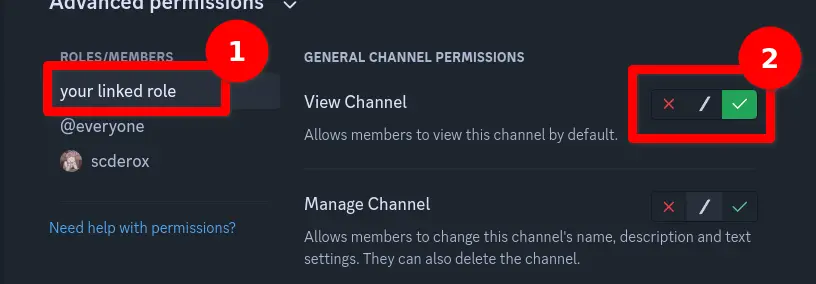 Advanced permissions
ROLES/MEMBERS
1
your linked role
@everyone
scderox
Need help with permissions?
GENERAL CHANNEL PERMISSIONS
2
View Channel
Allows members to view this channel by default.
Manage Channel
Allows members to change this channel's name, description and text
settings. They can also delete the channel.